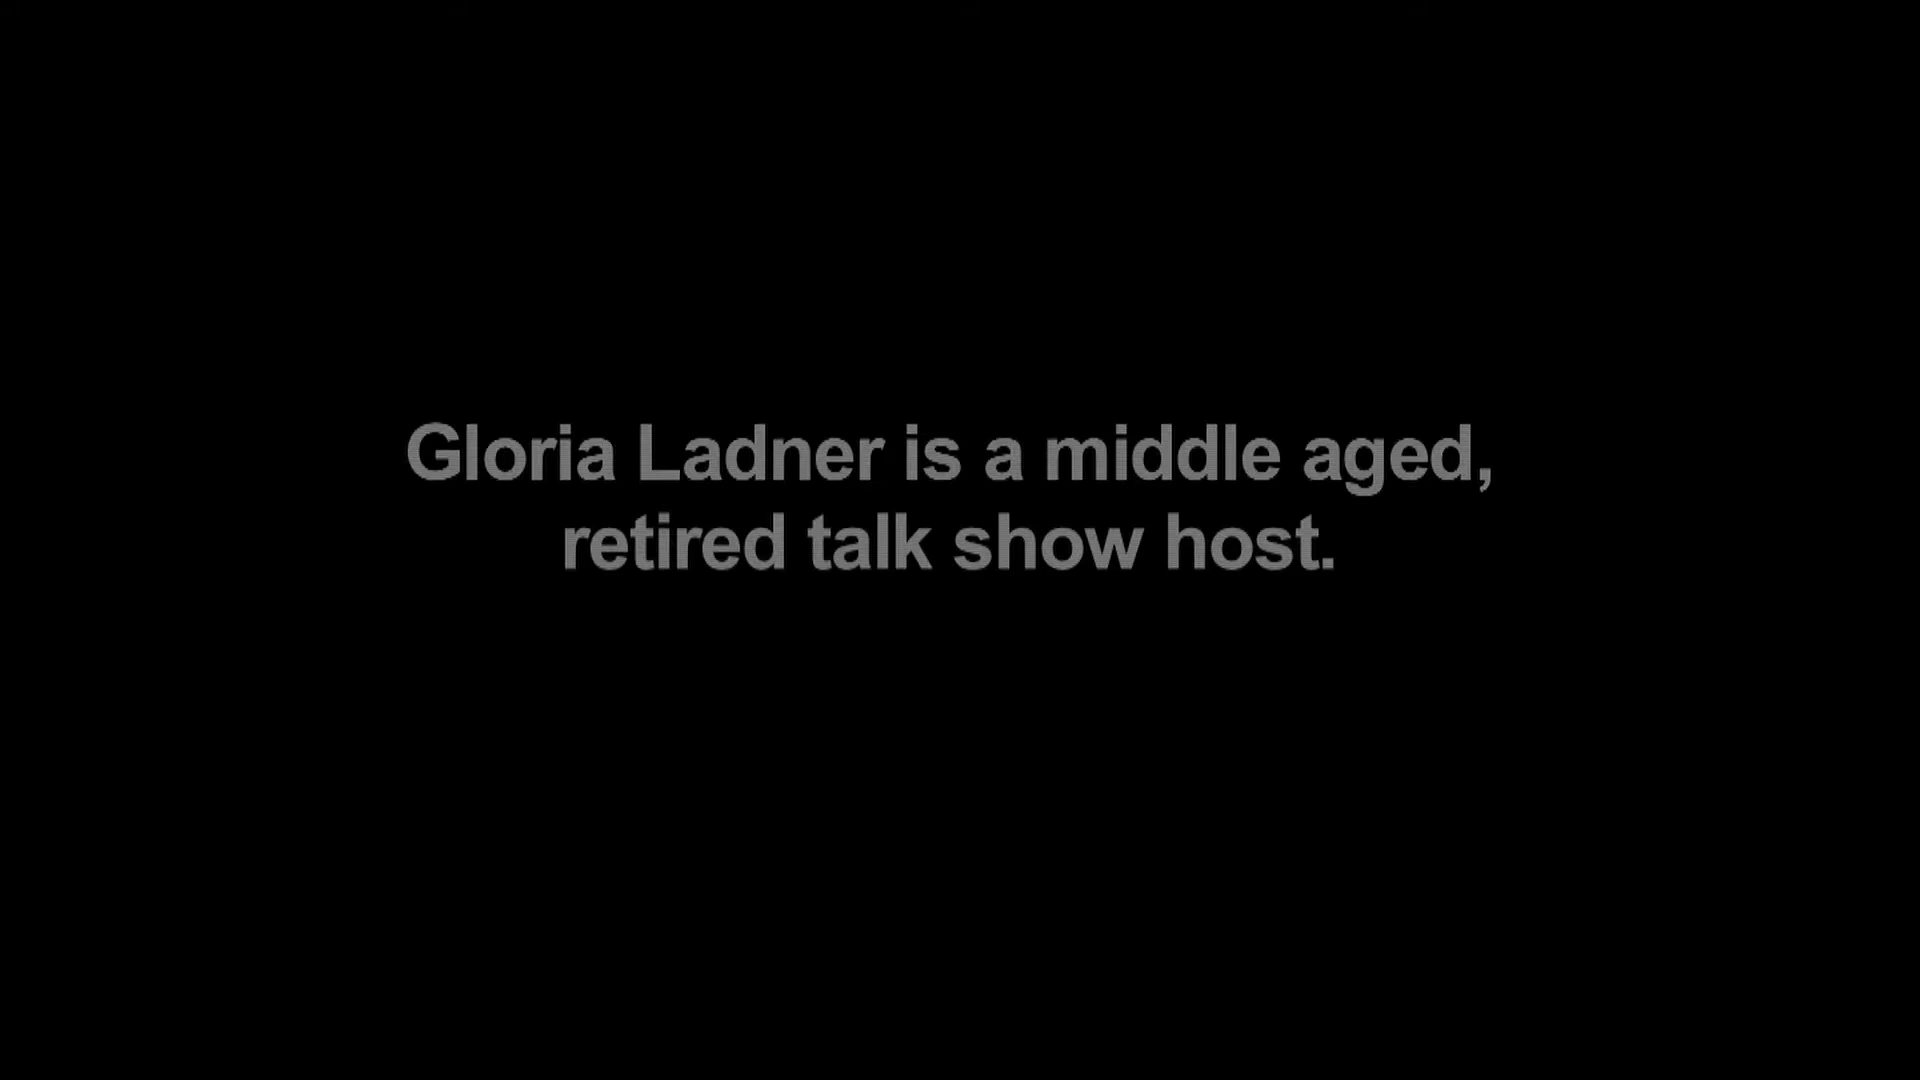 Gloria Ladner is a middle aged,
retired talk show host.